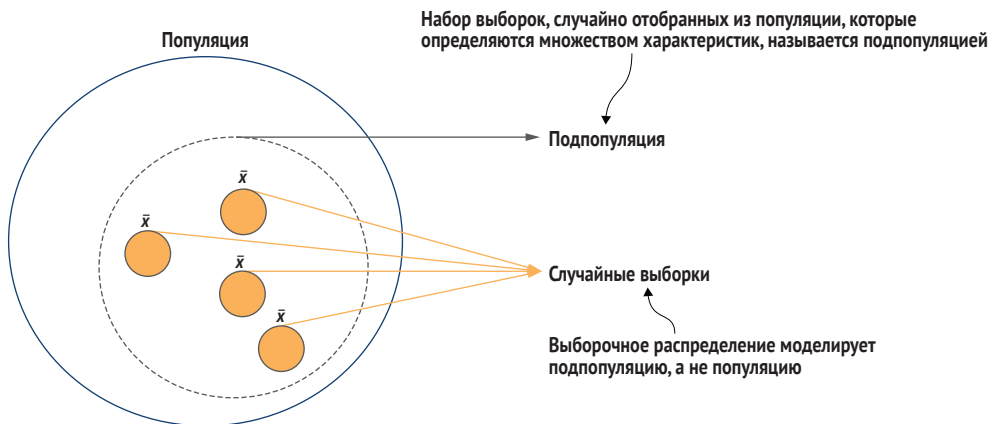 Набор выборок, случайно отобранных из популяции, которые
определяются множеством характеристик, называется подпопуляцией
Популяция
Подпопуляция
x̄
x̄
x̄
x̄
Случайные выборки
Выборочное распределение моделирует
подпопуляцию, а не популяцию